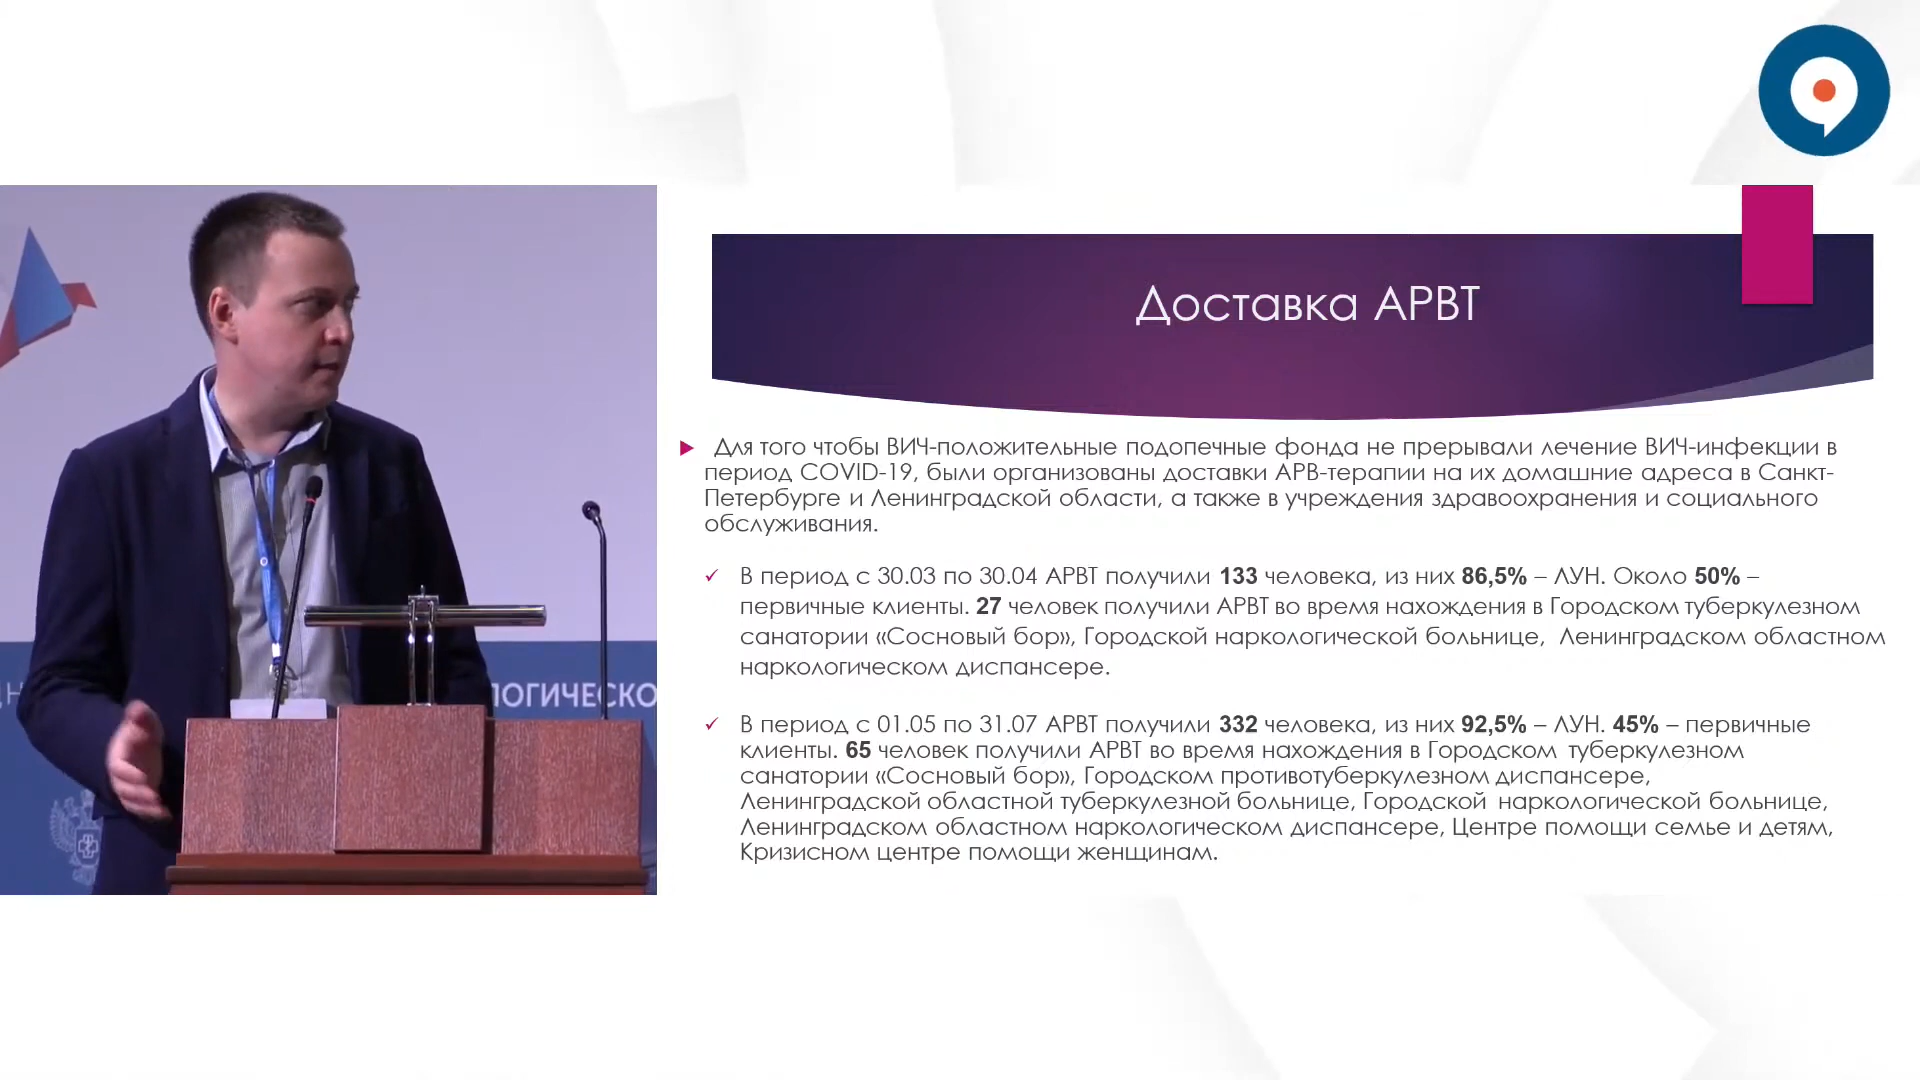 Доставка АРВТ
Для того чтобы ВИЧ-положительные подопечные фонда не прерывали лечение ВИЧ-инфекции в
период COVID-19, были организованы доставки АРВ-терапии на их домашние адреса в Санкт-
Петербурге и Ленинградской области, а также в учреждения здравоохранения и социального
обслуживания.
В период с 30.03 по 30.04 АРВТ получили 133 человека, из них 86,5% – ЛУН. Около 50% –
первичные клиенты. 27 человек получили АРВТ во время нахождения в Городском туберкулезном
санатории «Сосновый бор», Городской наркологической больнице, Ленинградском областном
наркологическом диспансере.
В период с 01.05 по 31.07 АРВТ получили 332 человека, из них 92,5% – ЛУН. 45% – первичные
клиенты. 65 человек получили АРВТ во время нахождения в Городском туберкулезном
санатории «Сосновый бор», Городском противотуберкулезном диспансере,
Ленинградской областной туберкулезной больнице, Городской наркологической больнице,
Ленинградском областном наркологическом диспансере, Центре помощи семье и детям,
Кризисном центре помощи женщинам.
ЛОГИЧЕСКО